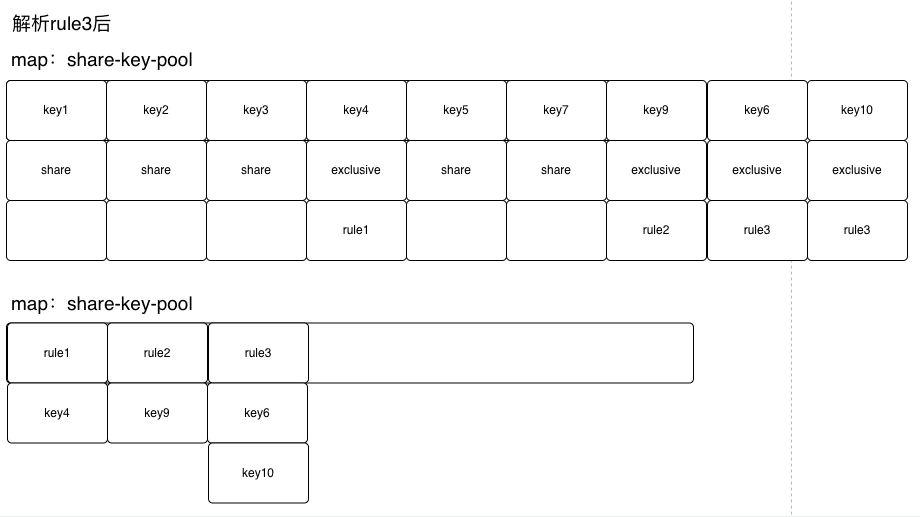 解析rule3后
map：share-key-pool
key1 key2 key3 key4 key5 key7 key9 key6 key10
share share share exclusive share share exclusive exclusive exclusive
rule1 rule2 rule3 rule3
map：share-key-pool
rule1 rule2 rule3
key4 key9 key6
key10